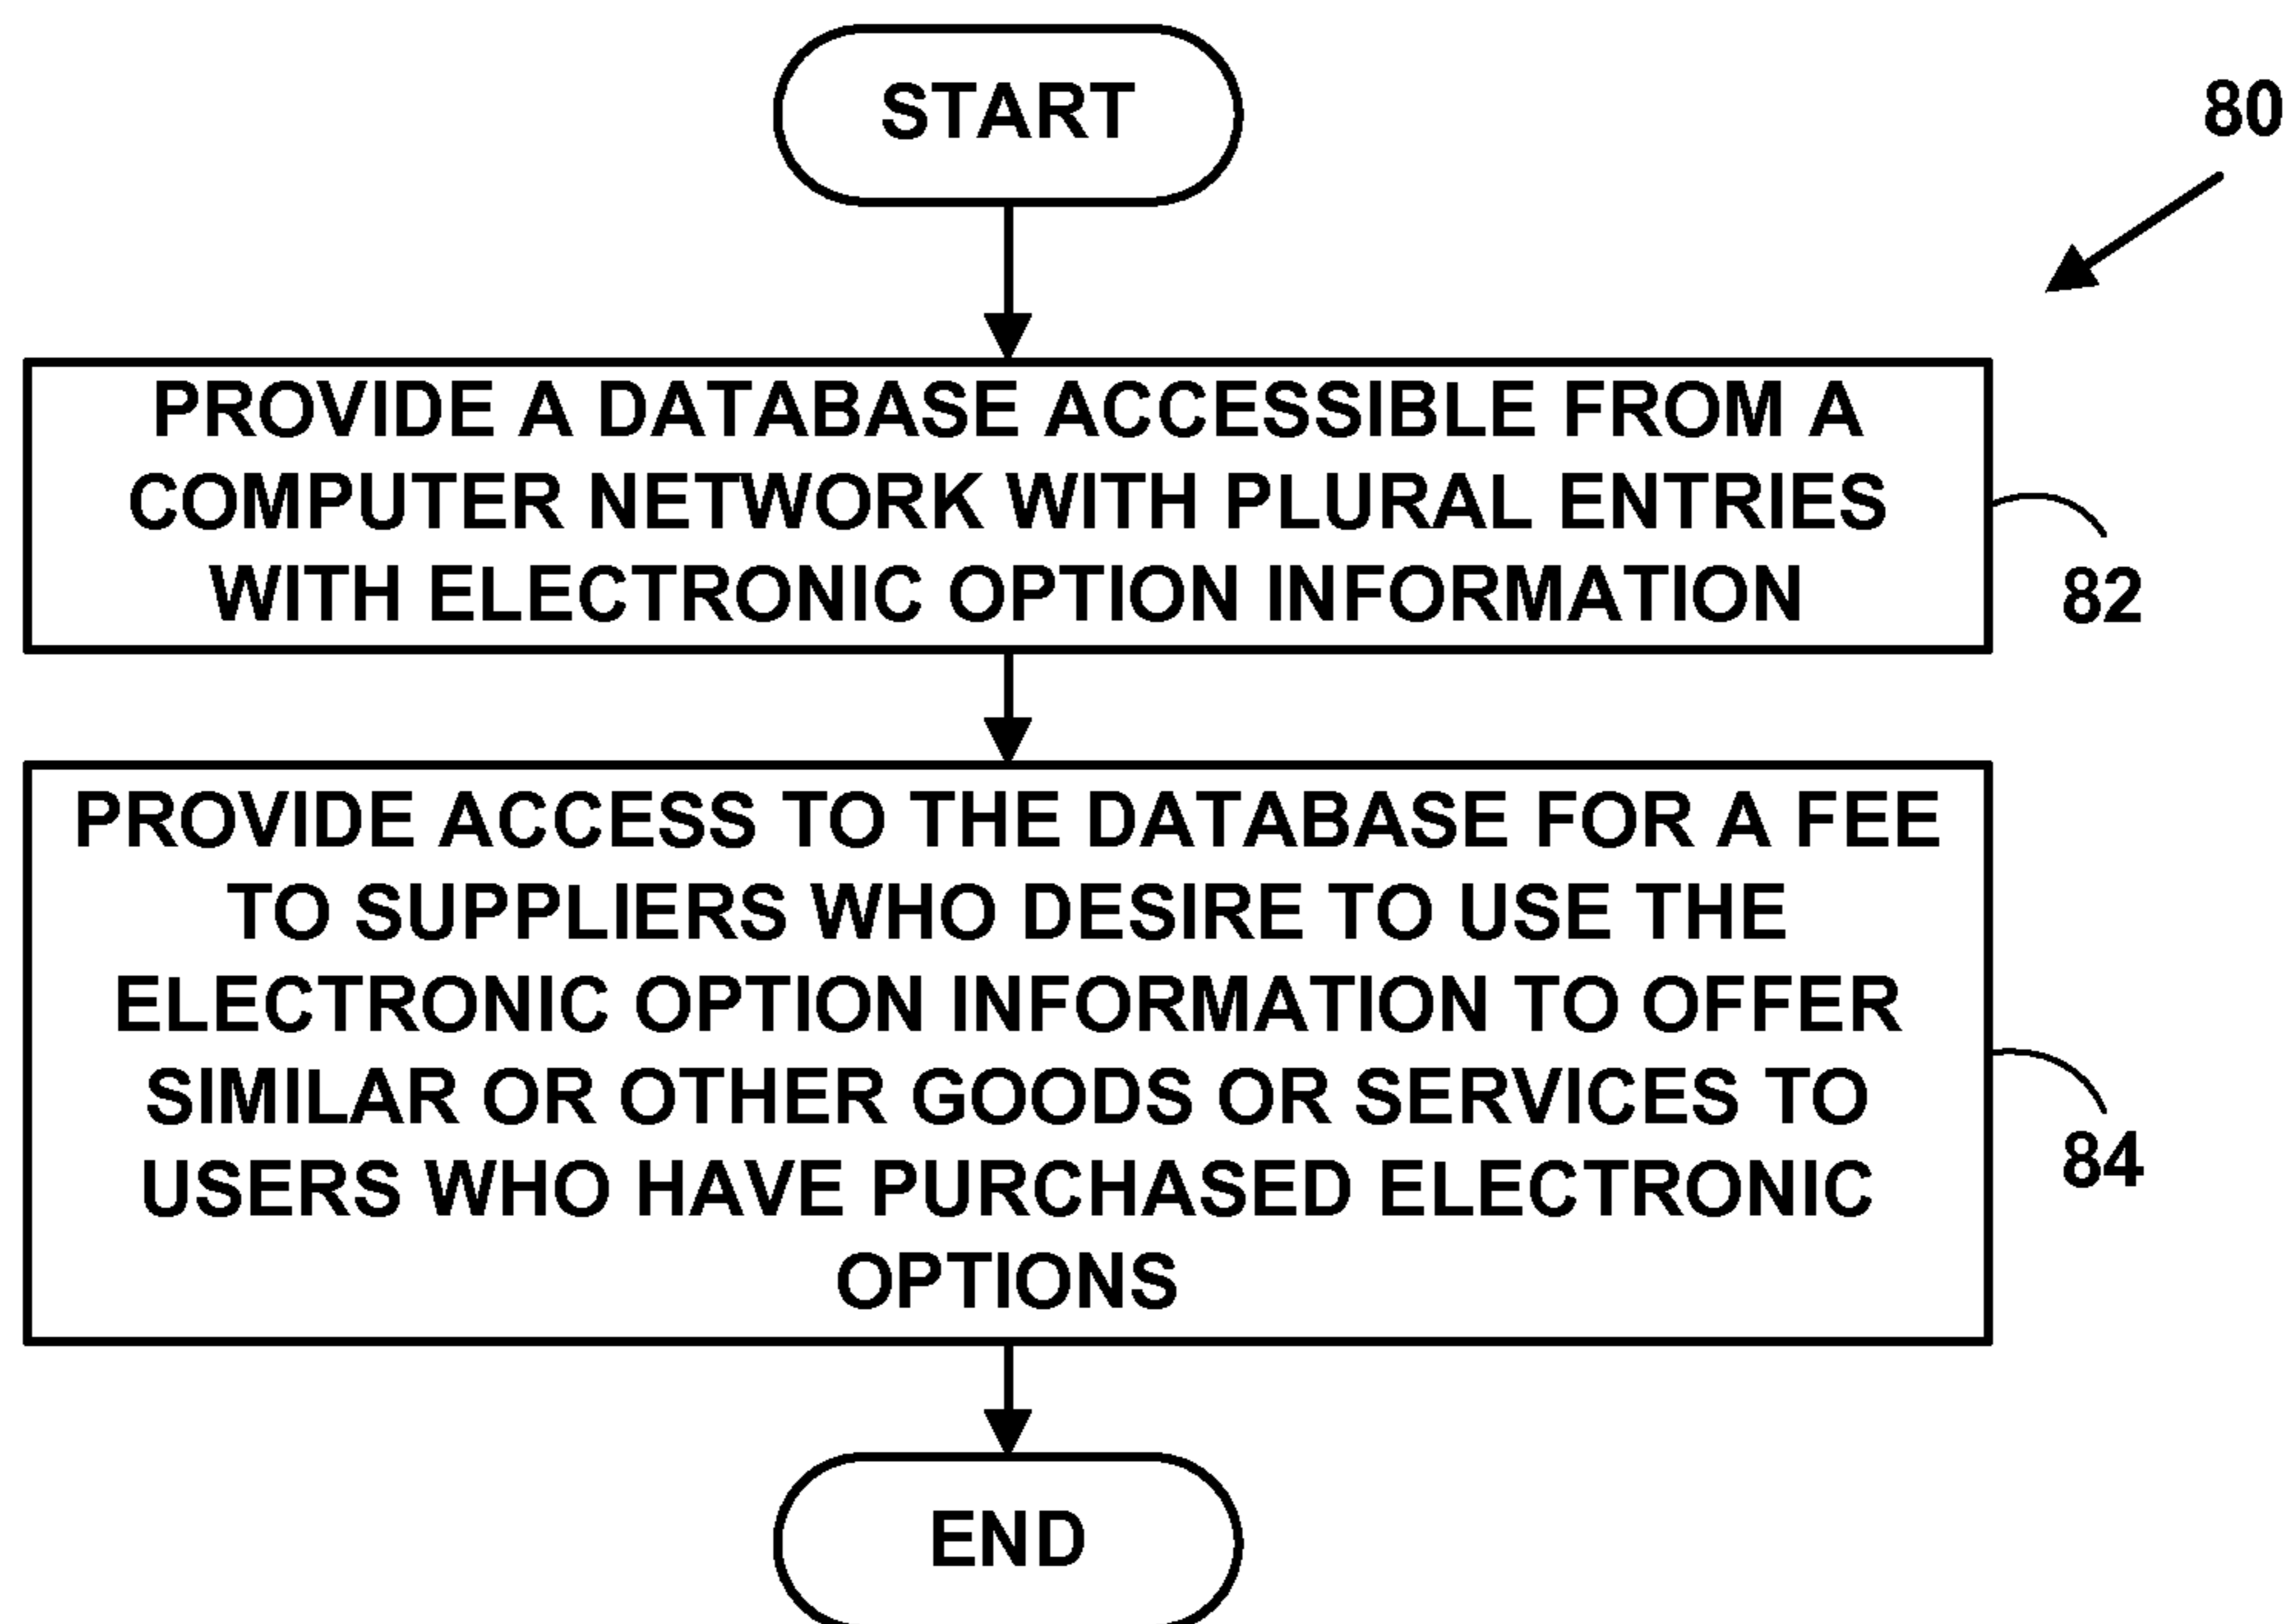 START
80
PROVIDE A DATABASE ACCESSIBLE FROM A
COMPUTER NETWORK WITH PLURAL ENTRIES
WITH ELECTRONIC OPTION INFORMATION
82
PROVIDE ACCESS TO THE DATABASE FOR A FEE
TO SUPPLIERS WHO DESIRE TO USE THE
ELECTRONIC OPTION INFORMATION TO OFFER
SIMILAR OR OTHER GOODS OR SERVICES TO
USERS WHO HAVE PURCHASED ELECTRONIC
OPTIONS
84
END